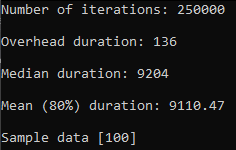 Number of iterations: 250000
Overhead duration: 136
Median duration: 9204
Mean (80%) duration: 9110.47
Sample data [100]